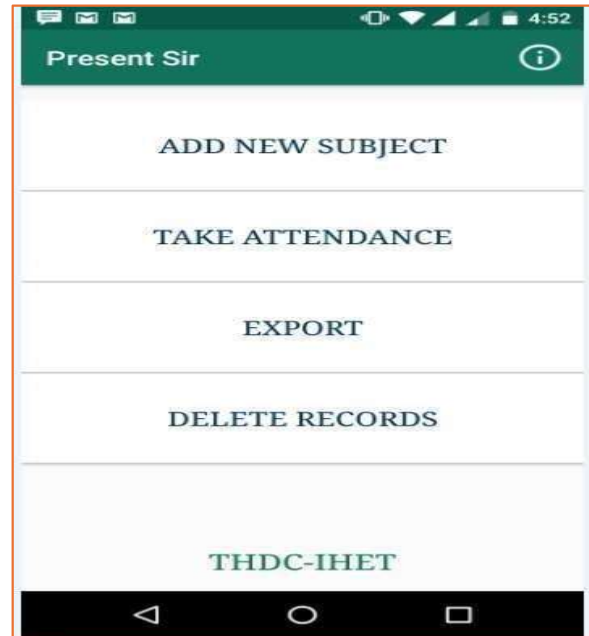 4:52
Present Sir
ADD NEW SUBJECT
TAKE ATTENDANCE
EXPORT
DELETE RECORDS
THDC-IHET